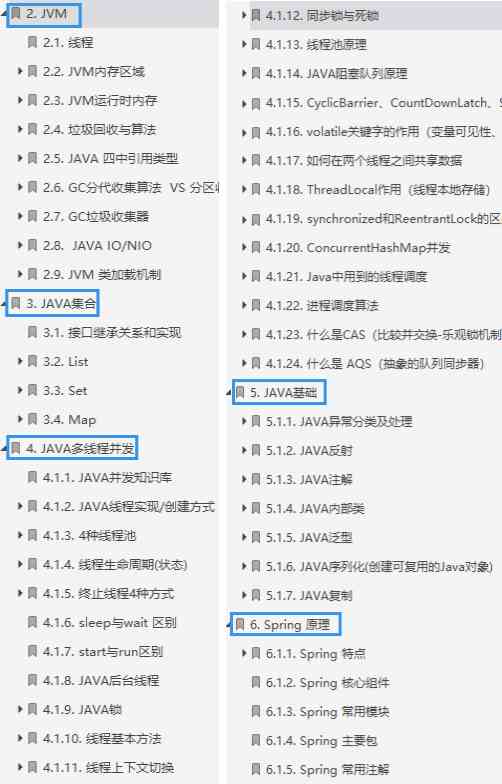 2. JVM
2.1. 线程
2.2. JVM内存区域
2.3. JVM运行时内存
2.4. 垃圾回收与算法
2.5. JAVA 四中引用类型
2.6. GC分代收集算法 VS 分区收
2.7. GC垃圾收集器
2.8. JAVA IO/NIO
2.9. JVM 类加载机制
3. JAVA集合
3.1. 接口继承关系和实现
3.2. List
3.3. Set
3.4. Map
4. JAVA多线程并发
4.1.1. JAVA并发知识库
4.1.2. JAVA线程实现/创建方式
4.1.3. 4种线程池
4.1.4. 线程生命周期(状态)
4.1.5. 终止线程4种方式
4.1.6. sleep与wait 区别
4.1.7. start与run区别
4.1.8. JAVA后台线程
4.1.9. JAVA锁
4.1.10. 线程基本方法
4.1.11. 线程上下文切换
4.1.12. 同步锁与死锁
4.1.13. 线程池原理
4.1.14. JAVA阻塞队列原理
4.1.15. CyclicBarrier、CountDownLatch、S
4.1.16. volatile关键字的作用（变量可见性、
4.1.17. 如何在两个线程之间共享数据
4.1.18. ThreadLocal作用（线程本地存储）
4.1.19. synchronized和ReentrantLock的区
4.1.20. ConcurrentHashMap并发
4.1.21. Java中用到的线程调度
4.1.22. 进程调度算法
4.1.23. 什么是CAS（比较并交换-乐观锁机制
4.1.24. 什么是 AQS（抽象的队列同步器）
5. JAVA基础
5.1.1. JAVA异常分类及处理
5.1.2. JAVA反射
5.1.3. JAVA注解
5.1.4. JAVA内部类
5.1.5. JAVA泛型
5.1.6. JAVA序列化(创建可复用的Java对象)
5.1.7. JAVA复制
6. Spring 原理
6.1.1. Spring 特点
6.1.2. Spring 核心组件
6.1.3. Spring 常用模块
6.1.4. Spring 主要包
6.1.5. Spring 常用注解